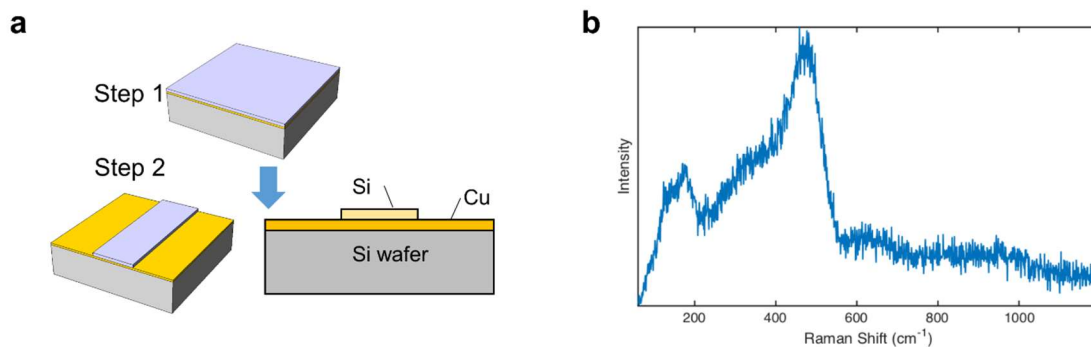 a
Step 1
Step 2
Si
Cu
Si wafer
b
Intensity
200
400
600
800
1000
Raman Shift (cm⁻¹)